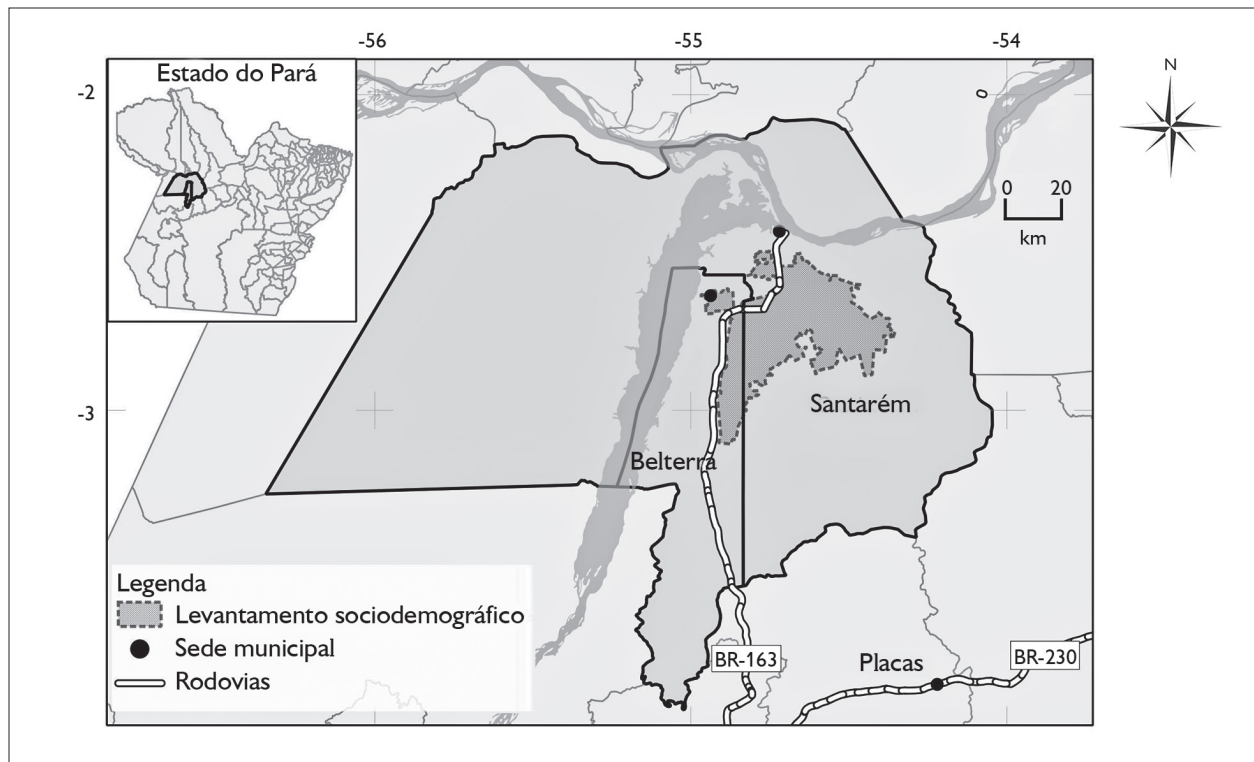 -56
-55
-54
Estado do Pará
N
-2
0 20
km
Santarém
-3
Belterra
Legenda
Levantamento sociodemográfico
Sede municipal
Rodovias
BR-163
Placas
BR-230